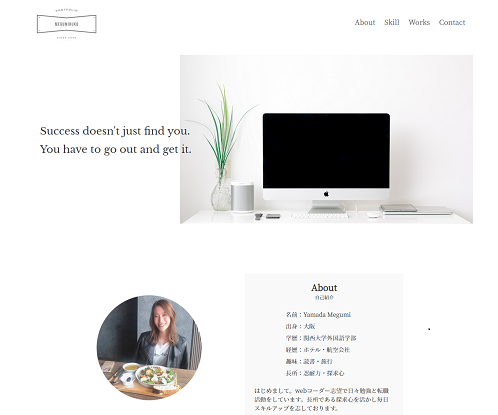 PORTFOLIO
About Skill Works Contact
Success doesn't just find you.
You have to go out and get it.
About
自己紹介
名前：Yamada Megumi
出身：大阪
学歴：関西大学外国語学部
経歴：ホテル・航空会社
趣味：読書・旅行
長所：忍耐力・探求心
はじめまして。webコーダー志望で日々勉強と転職
活動をしています。長所である探求心を活かし毎日
スキルアップを志しております。